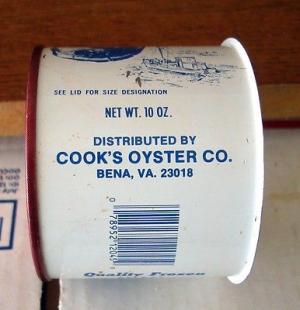 SEE LID FOR SIZE DESIGNATION
NET WT. 10 OZ.
DISTRIBUTED BY
COOK'S OYSTER CO.
BENA, VA. 23018
Quality Frozen